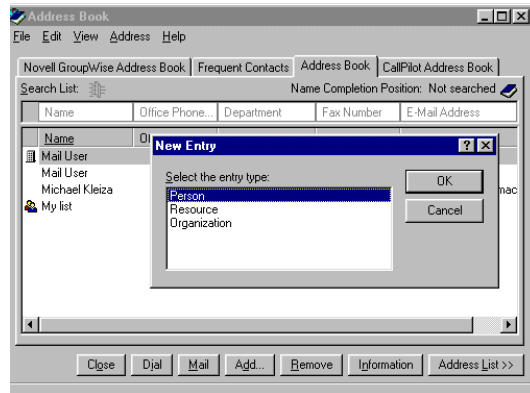 Address Book
File Edit View Address Help
Novell GroupWise Address Book Frequent Contacts Address Book CallPilot Address Book
Search List: Name Completion Position: Not searched
Name Office Phone... Department Fax Number E-Mail Address
Name
Mail User
Mail User
Michael Kleiza
My list
New Entry
Select the entry type:
Person
Resource
Organization
OK
Cancel
Close Dial Mail Add... Remove Information Address List >>